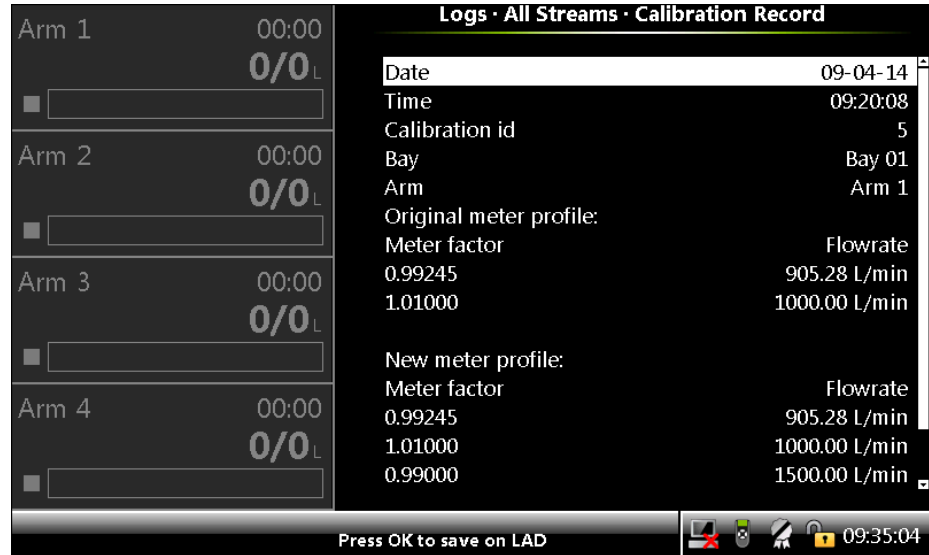 Arm 1 00:00
0/0 L
Arm 2 00:00
0/0 L
Arm 3 00:00
0/0 L
Arm 4 00:00
0/0 L
Logs · All Streams · Calibration Record
Date 09-04-14
Time 09:20:08
Calibration id 5
Bay Bay 01
Arm Arm 1
Original meter profile:
Meter factor Flowrate
0.99245 905.28 L/min
1.01000 1000.00 L/min
New meter profile:
Meter factor Flowrate
0.99245 905.28 L/min
1.01000 1000.00 L/min
0.99000 1500.00 L/min
Press OK to save on LAD
09:35:04